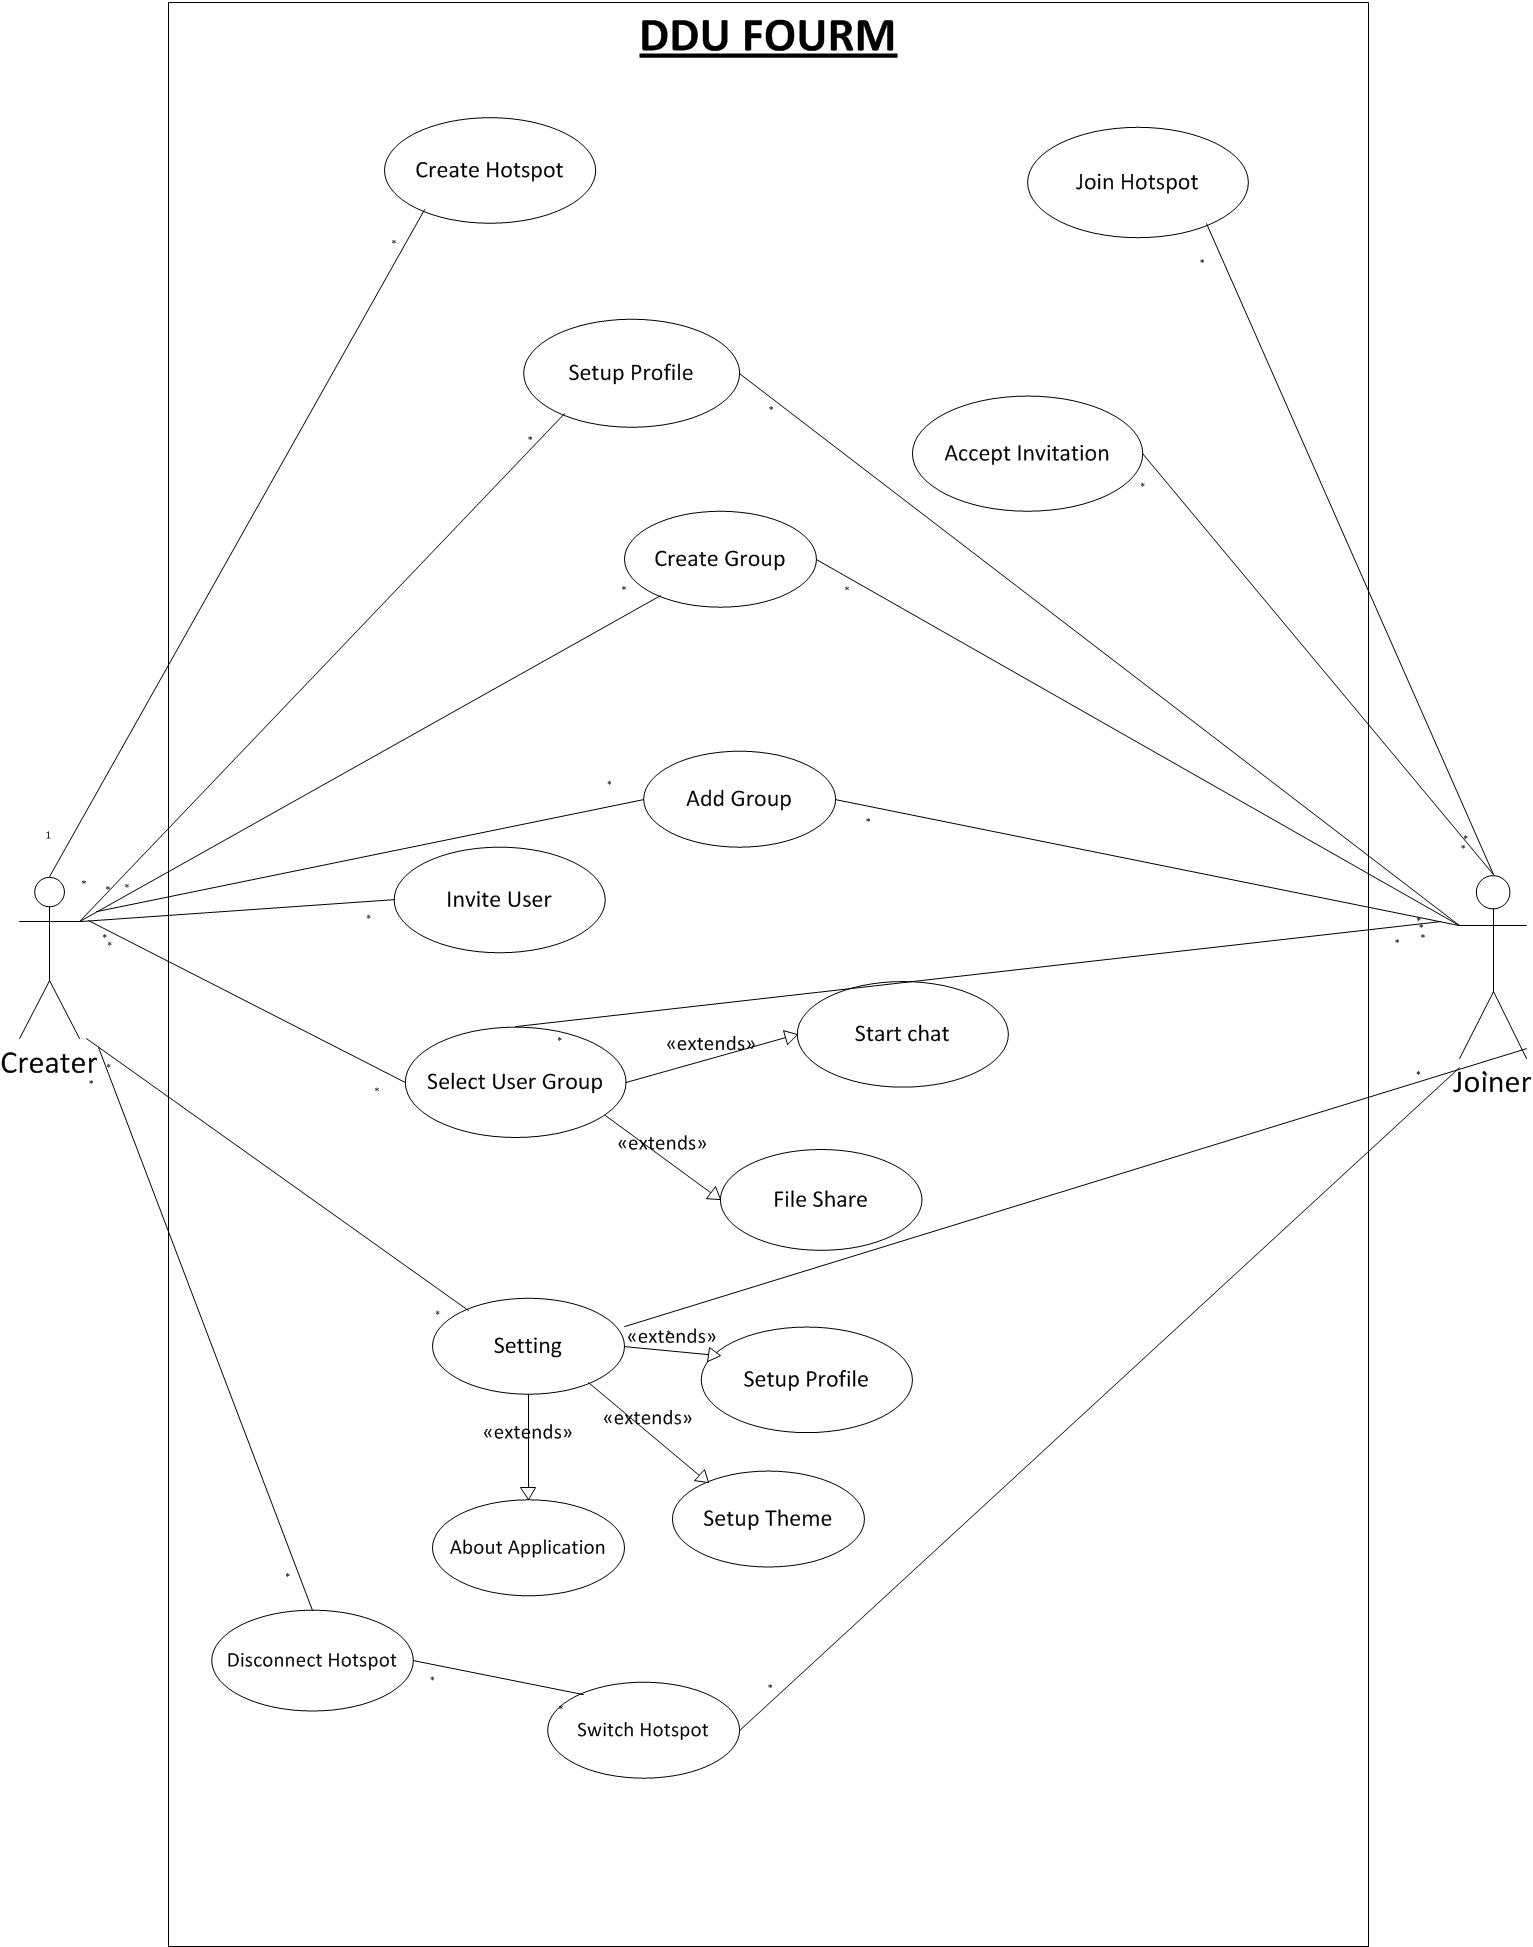 DDU FOURM
Create Hotspot
Join Hotspot
*
*
Setup Profile
*
*
Accept Invitation
*
Create Group
*
*
*
Add Group
*
1
*
*
*
*
*
Invite User
*
*
*
*
*
*
*
*
Start chat
*
«extends»
Select User Group
*
Creater
*
*
*
Joiner
*
«extends»
File Share
*
Setting
«extends»
*
Setup Profile
«extends»
«extends»
Setup Theme
About Application
*
Disconnect Hotspot
*
*
*
Switch Hotspot